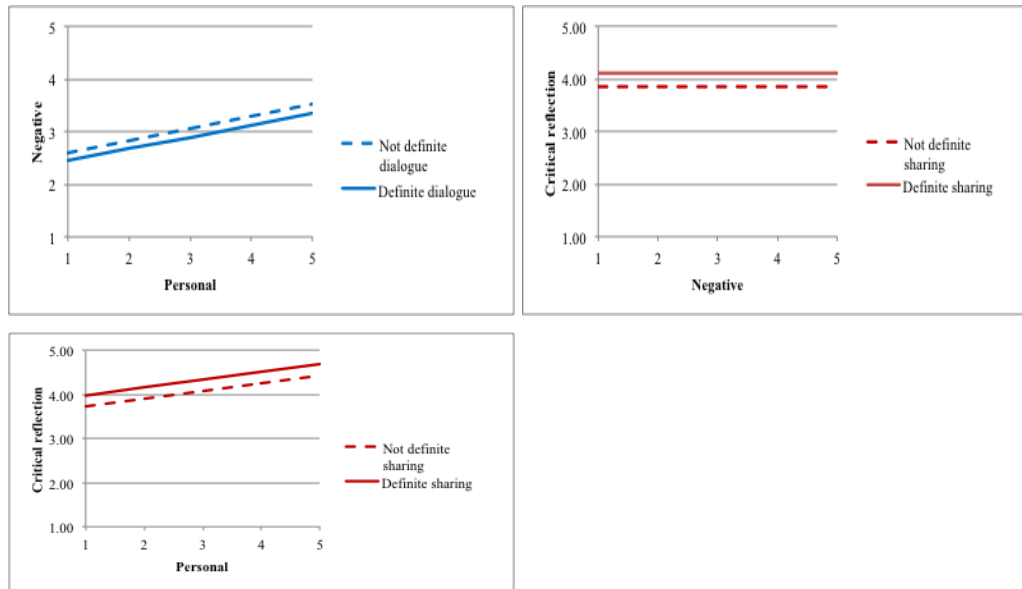 5
4
3
2
1
Negative
1 2 3 4 5
Personal
Not definite
dialogue
Definite dialogue
5.00
4.00
3.00
2.00
1.00
Critical reflection
1 2 3 4 5
Negative
Not definite
sharing
Definite sharing
5.00
4.00
3.00
2.00
1.00
Critical reflection
1 2 3 4 5
Personal
Not definite
sharing
Definite sharing